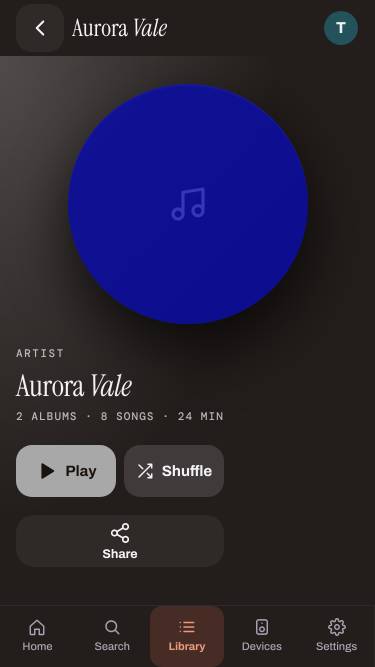 Aurora Vale
T
ARTIST
Aurora Vale
2 ALBUMS · 8 SONGS · 24 MIN
Play
Shuffle
Share
Home
Search
Library
Devices
Settings